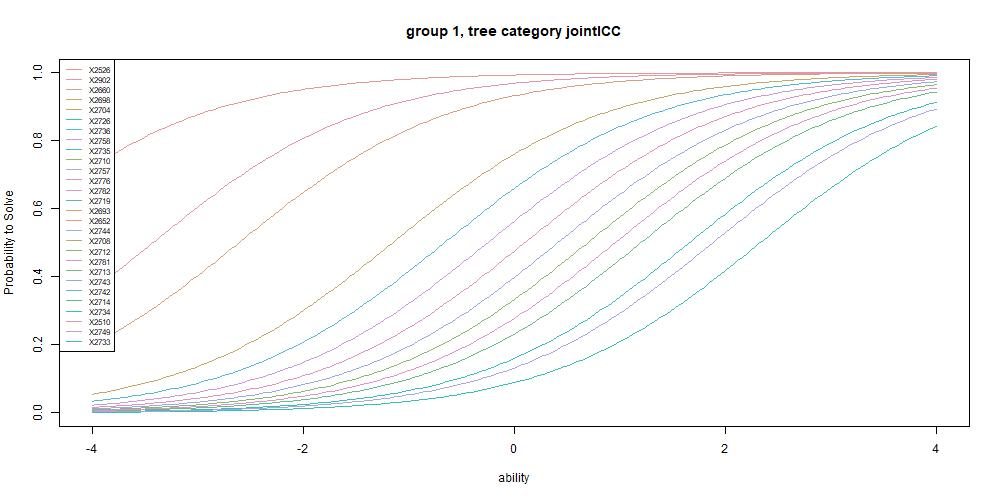 group 1, tree category jointICC
Probability to Solve
1.0
0.8
0.6
0.4
0.2
0.0
X2526
X2902
X2660
X2698
X2704
X2726
X2736
X2758
X2735
X2710
X2757
X2776
X2782
X2719
X2693
X2652
X2744
X2708
X2712
X2781
X2713
X2743
X2742
X2714
X2734
X2510
X2749
X2733
-4
-2
0
2
4
ability